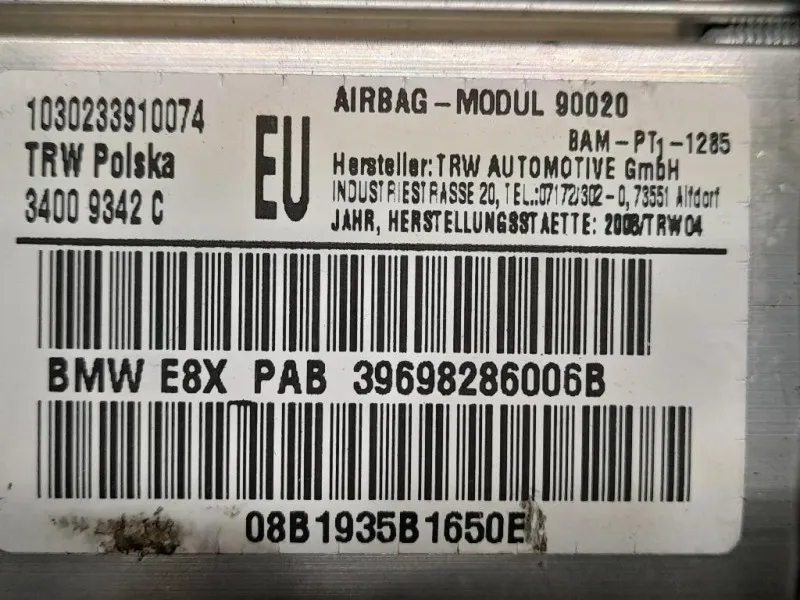 1030233910074
TRW Polska
3400 9342 C
EU
AIRBAG-MODUL 90020
BAM-PT1-1285
Hersteller: TRW AUTOMOTIVE GmbH
INDUSTRIESTRASSE 20, TEL.:07172/302-0, 73551 Alfdorf
JAHR, HERSTELLUNGSSTAETTE: 2008/TRW04
BMW E8X PAB 39698286006B
08B1935B1650E